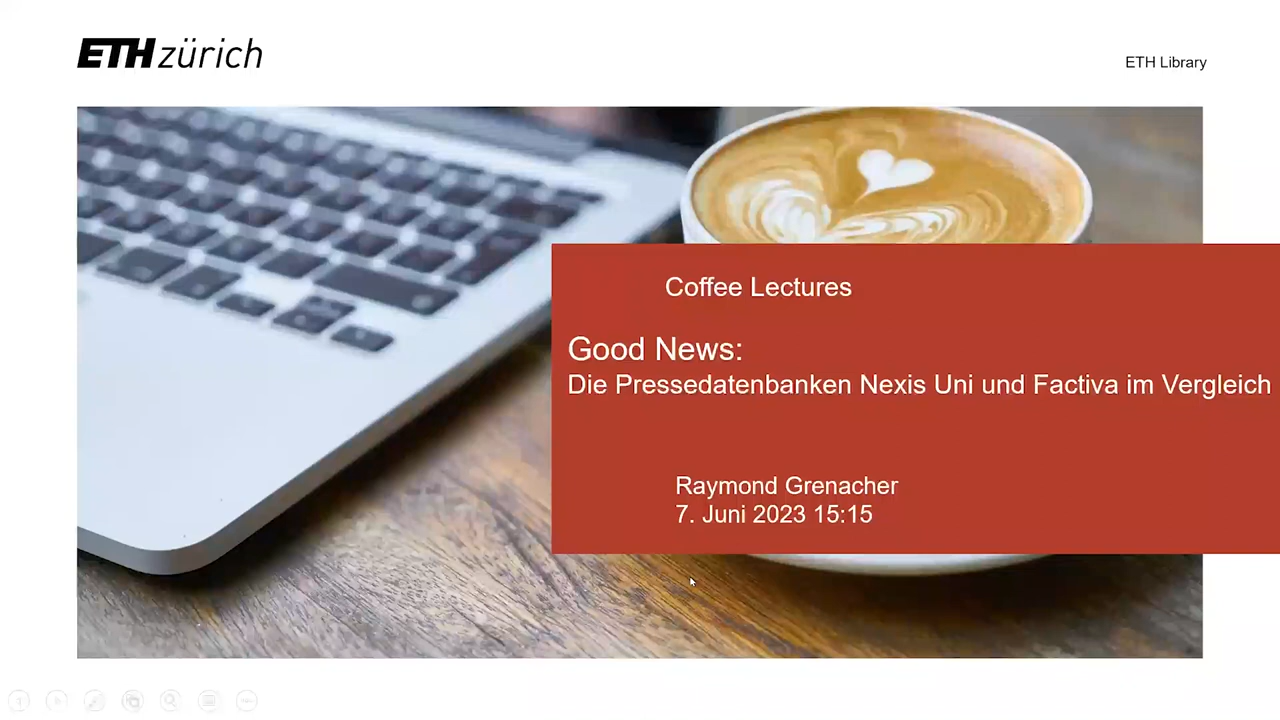 ETH zürich
ETH Library
Coffee Lectures
Good News:
Die Pressedatenbanken Nexis Uni und Factiva im Vergleich
Raymond Grenacher
7. Juni 2023 15:15